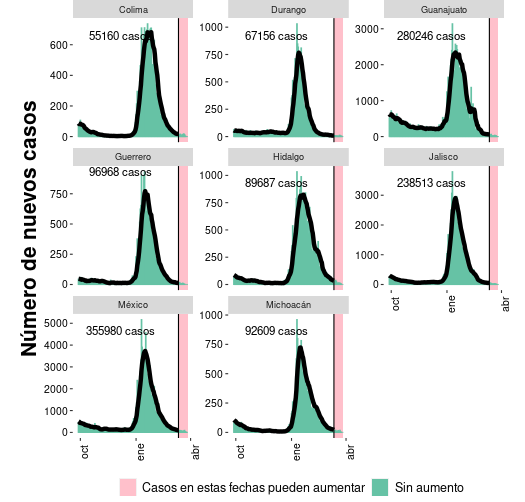 Número de nuevos casos
Colima
55160 casos
600
400
200
0
Durango
67156 casos
1000
750
500
250
0
Guanajuato
280246 casos
3000
2000
1000
0
Guerrero
96968 casos
750
500
250
0
Hidalgo
89687 casos
1000
750
500
250
0
Jalisco
238513 casos
3000
2000
1000
0
oct
ene
abr
México
355980 casos
5000
4000
3000
2000
1000
0
oct
ene
abr
Michoacán
92609 casos
1000
750
500
250
0
oct
ene
abr
Casos en estas fechas pueden aumentar
Sin aumento